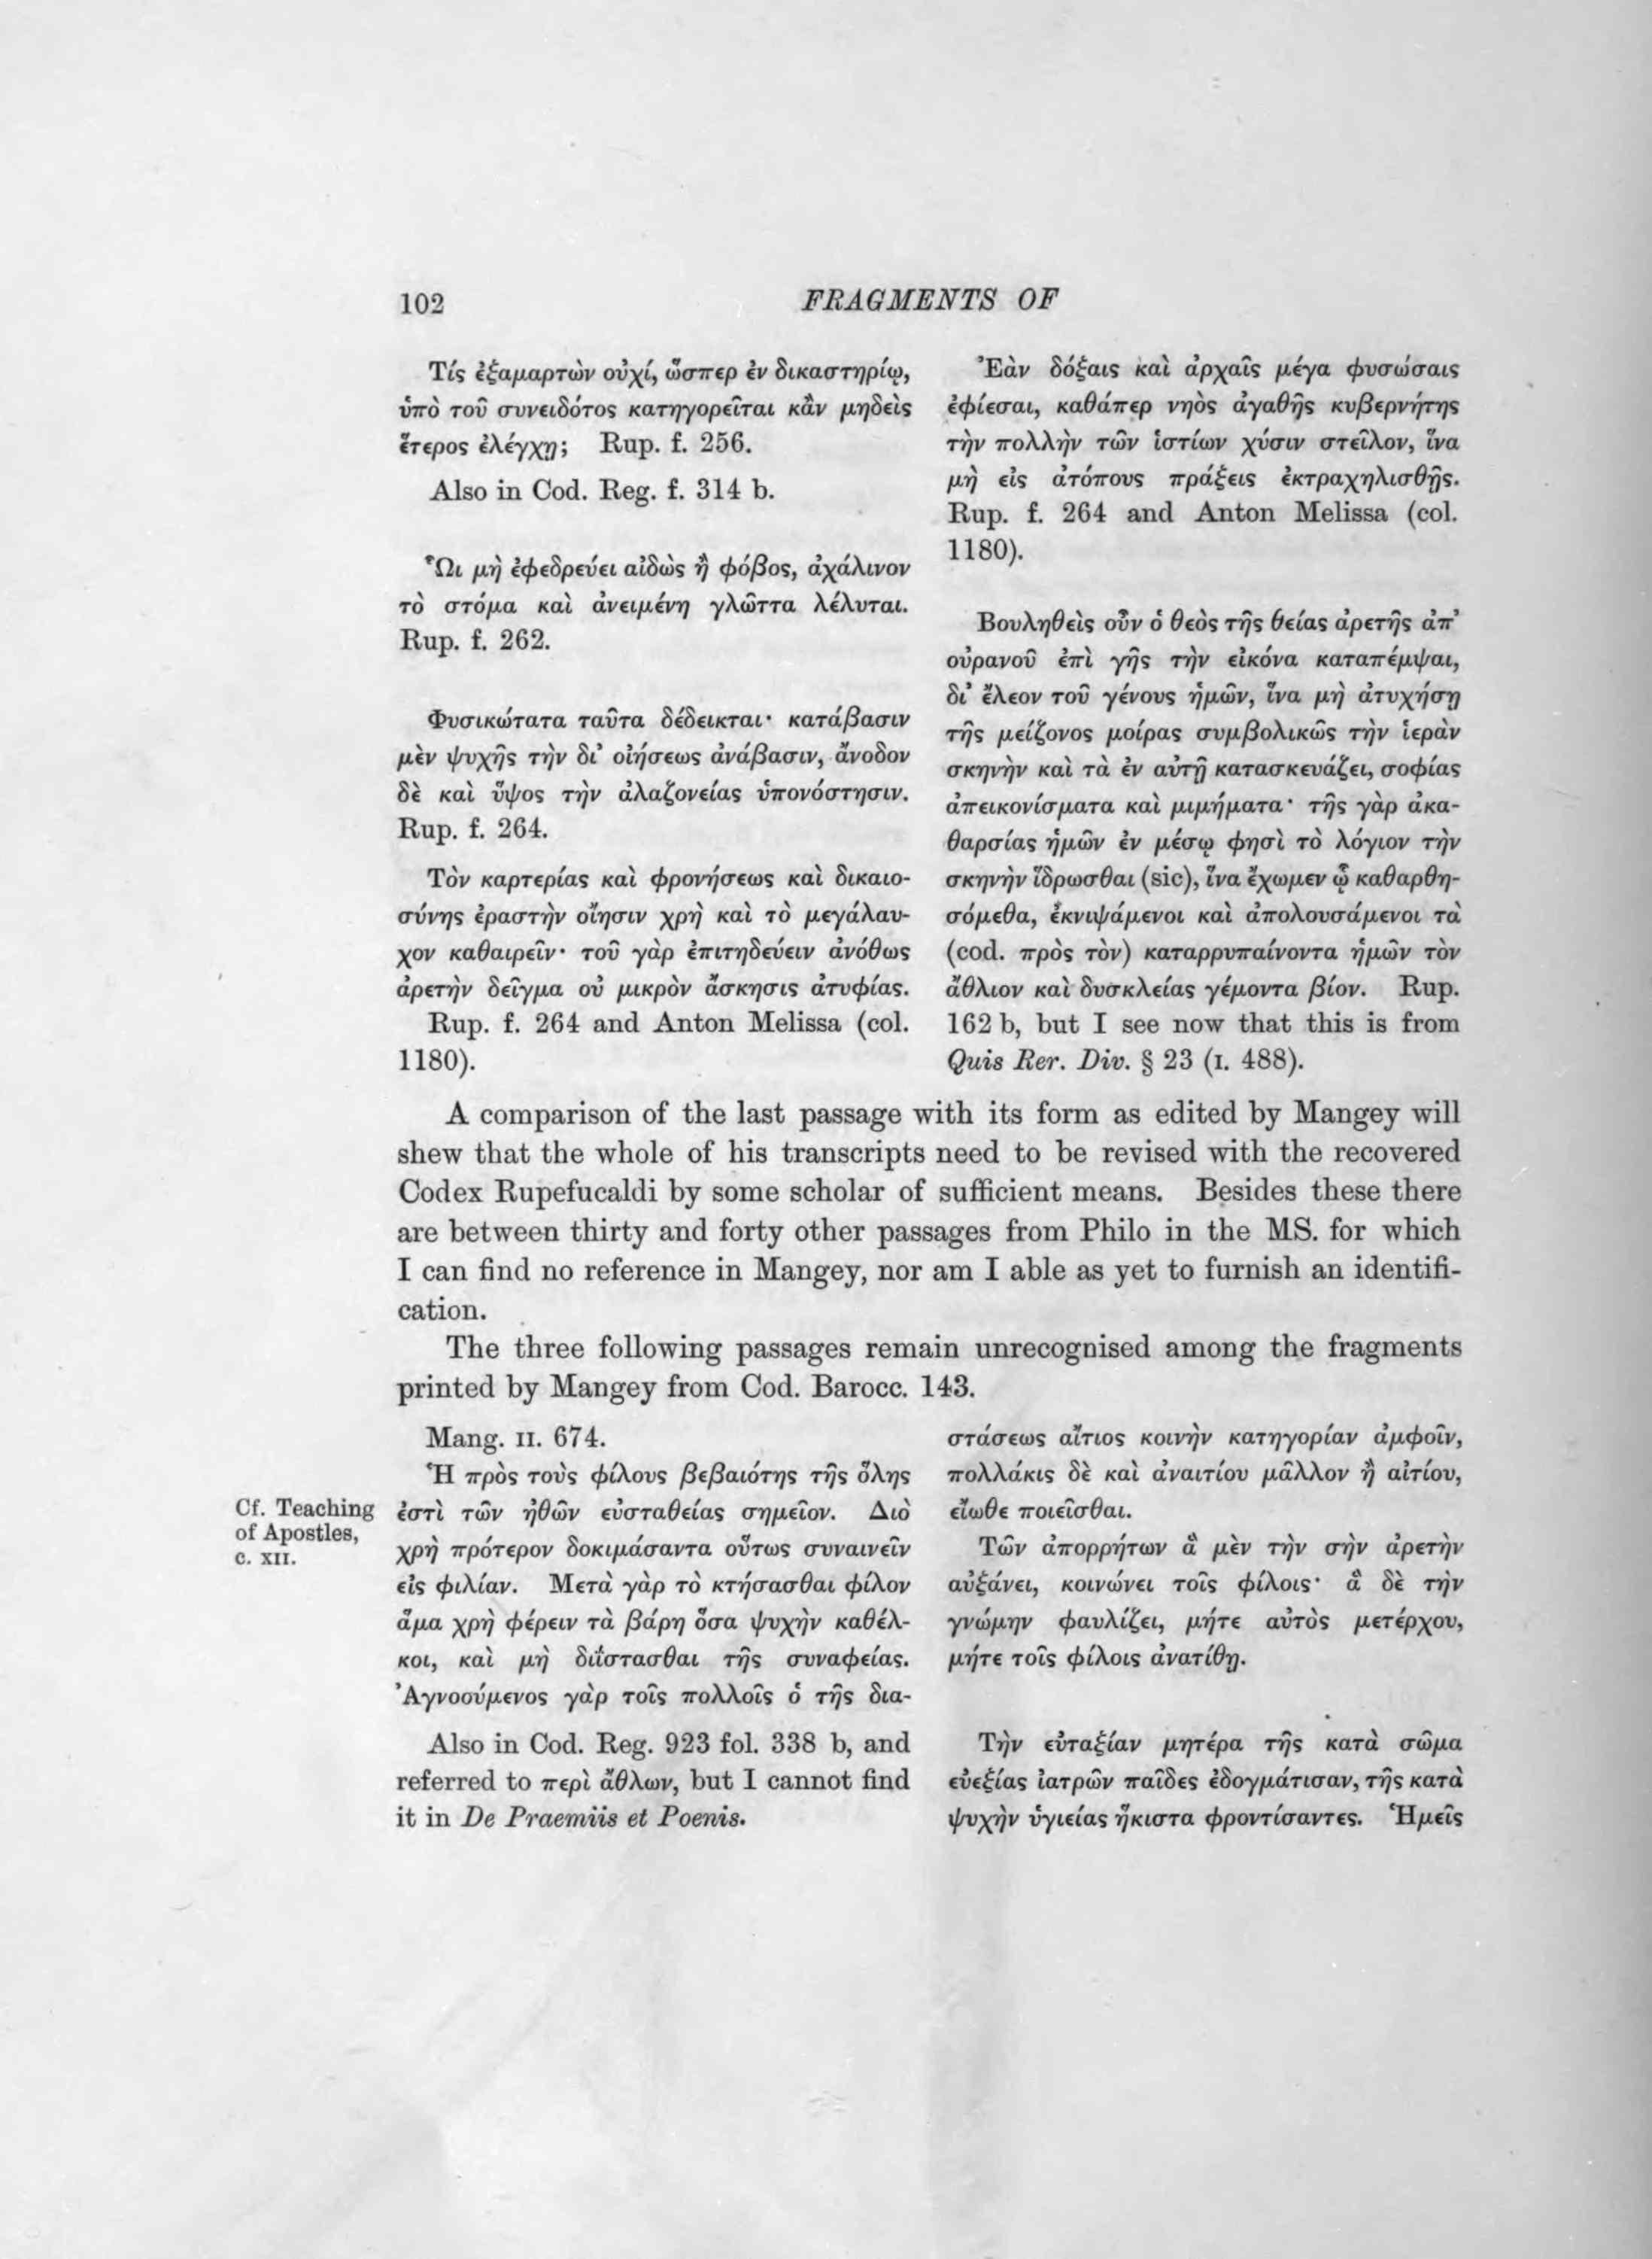 102
FRAGMENTS OF
Τίς ἐξαμαρτὼν οὐχί, ὥσπερ ἐν δικαστηρίῳ,
ὑπὸ τοῦ συνειδότος κατηγορεῖται κἂν μηδεὶς
ἕτερος ἐλέγχῃ; Rup. f. 256.
Also in Cod. Reg. f. 314 b.
Ὧι μὴ ἐφεδρεύει αἰδὼς ἢ φόβος, ἀχάλινον
τὸ στόμα καὶ ἀνειμένη γλῶττα λέλυται.
Rup. f. 262.
Φυσικώτατα ταῦτα δέδεικται· κατάβασιν
μὲν ψυχῆς τὴν δι’ οἰήσεως ἀνάβασιν, ἄνοδον
δὲ καὶ ὕψος τὴν ἀλαζονείας ὑπονόστησιν.
Rup. f. 264.
Τὸν καρτερίας καὶ φρονήσεως καὶ δικαιο-
σύνης ἐραστὴν οἴησιν χρὴ καὶ τὸ μεγάλαυ-
χον καθαιρεῖν· τοῦ γὰρ ἐπιτηδεύειν ἀνόθως
ἀρετὴν δεῖγμα οὐ μικρὸν ἄσκησις ἀτυφίας.
Rup. f. 264 and Anton Melissa (col.
1180).
Ἐὰν δόξαις καὶ ἀρχαῖς μέγα φυσώσαις
ἐφίεσαι, καθάπερ νηὸς ἀγαθῆς κυβερνήτης
τὴν πολλὴν τῶν ἱστίων χύσιν στεῖλον, ἵνα
μὴ εἰς ἀτόπους πράξεις ἐκτραχηλισθῇς.
Rup. f. 264 and Anton Melissa (col.
1180).
Βουληθεὶς οὖν ὁ θεὸς τῆς θείας ἀρετῆς ἀπ’
οὐρανοῦ ἐπὶ γῆς τὴν εἰκόνα καταπέμψαι,
δι’ ἔλεον τοῦ γένους ἡμῶν, ἵνα μὴ ἀτυχήσῃ
τῆς μείζονος μοίρας συμβολικῶς τὴν ἱερὰν
σκηνὴν καὶ τὰ ἐν αὐτῇ κατασκευάζει, σοφίας
ἀπεικονίσματα καὶ μιμήματα· τῆς γὰρ ἀκα-
θαρσίας ἡμῶν ἐν μέσῳ φησὶ τὸ λόγιον τὴν
σκηνὴν ἵδρωσθαι (sic), ἵνα ἔχωμεν ᾧ καθαρθη-
σόμεθα, ἐκνιψάμενοι καὶ ἀπολουσάμενοι τὰ
(cod. πρὸς τὸν) καταρρυπαίνοντα ἡμῶν τὸν
ἄθλιον καὶ δυσκλείας γέμοντα βίον. Rup.
162 b, but I see now that this is from
Quis Rer. Div. § 23 (I. 488).
A comparison of the last passage with its form as edited by Mangey will
shew that the whole of his transcripts need to be revised with the recovered
Codex Rupefucaldi by some scholar of sufficient means. Besides these there
are between thirty and forty other passages from Philo in the MS. for which
I can find no reference in Mangey, nor am I able as yet to furnish an identifi-
cation.
The three following passages remain unrecognised among the fragments
printed by Mangey from Cod. Barocc. 143.
Mang. II. 674.
Ἡ πρὸς τοὺς φίλους βεβαιότης τῆς ὅλης
Cf. Teaching
of Apostles,
c. XII.
ἐστὶ τῶν ἠθῶν εὐσταθείας σημεῖον. Διὸ
χρὴ πρότερον δοκιμάσαντα οὕτως συναινεῖν
εἰς φιλίαν. Μετὰ γὰρ τὸ κτήσασθαι φίλον
ἅμα χρὴ φέρειν τὰ βάρη ὅσα ψυχὴν καθέλ-
κοι, καὶ μὴ διΐστασθαι τῆς συναφείας.
Ἀγνοούμενος γὰρ τοῖς πολλοῖς ὁ τῆς δια-
Also in Cod. Reg. 923 fol. 338 b, and
referred to περὶ ἄθλων, but I cannot find
it in De Praemiis et Poenis.
στάσεως αἴτιος κοινὴν κατηγορίαν ἀμφοῖν,
πολλάκις δὲ καὶ ἀναιτίου μᾶλλον ἢ αἰτίου,
εἴωθε ποιεῖσθαι.
Τῶν ἀπορρήτων ἃ μὲν τὴν σὴν ἀρετὴν
αὐξάνει, κοινώνει τοῖς φίλοις· ἃ δὲ τὴν
γνώμην φαυλίζει, μήτε αὐτὸς μετέρχου,
μήτε τοῖς φίλοις ἀνατίθῃ.
Τὴν εὐταξίαν μητέρα τῆς κατὰ σῶμα
εὐεξίας ἰατρῶν παῖδες ἐδογμάτισαν, τῆς κατὰ
ψυχὴν ὑγιείας ἥκιστα φροντίσαντες. Ἡμεῖς